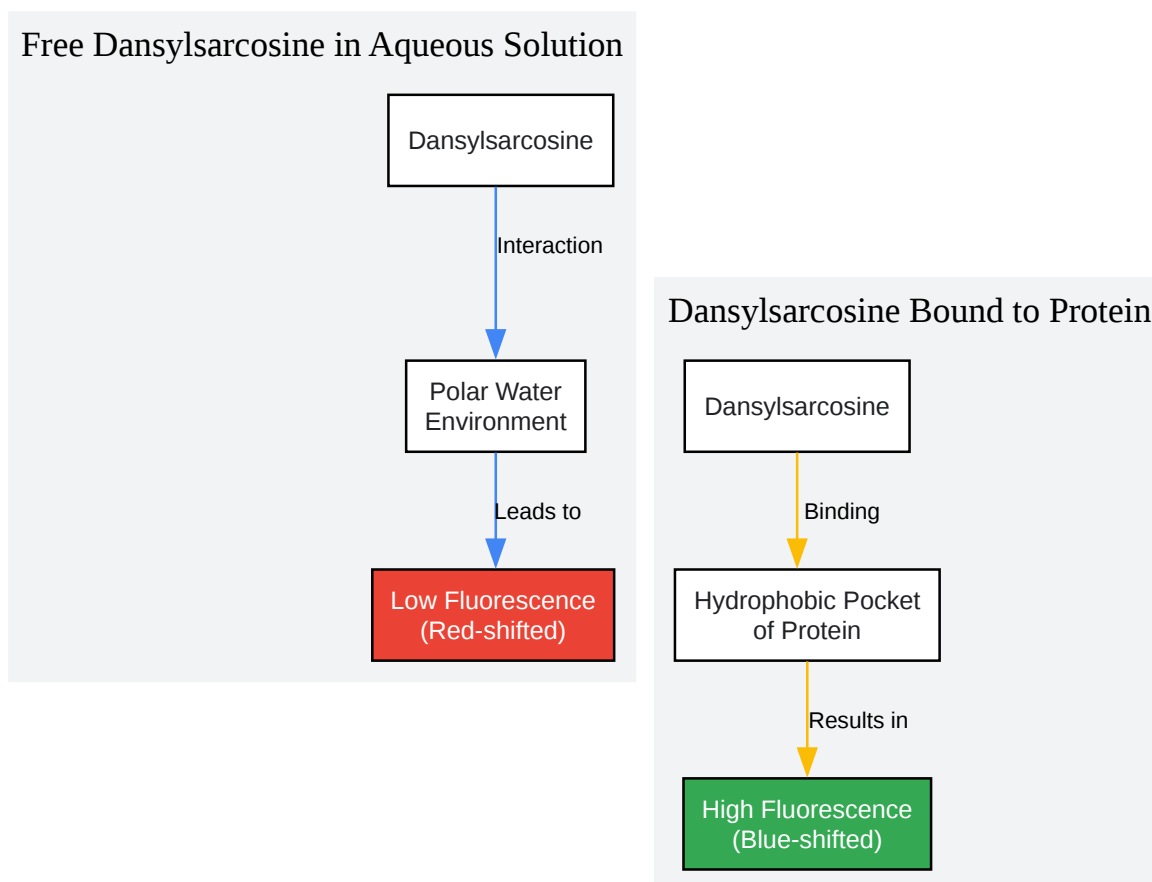 Free Dansylsarcosine in Aqueous Solution
Dansylsarcosine
Interaction
Polar Water
Environment
Leads to
Low Fluorescence
(Red-shifted)
Dansylsarcosine Bound to Protein
Dansylsarcosine
Binding
Hydrophobic Pocket
of Protein
Results in
High Fluorescence
(Blue-shifted)